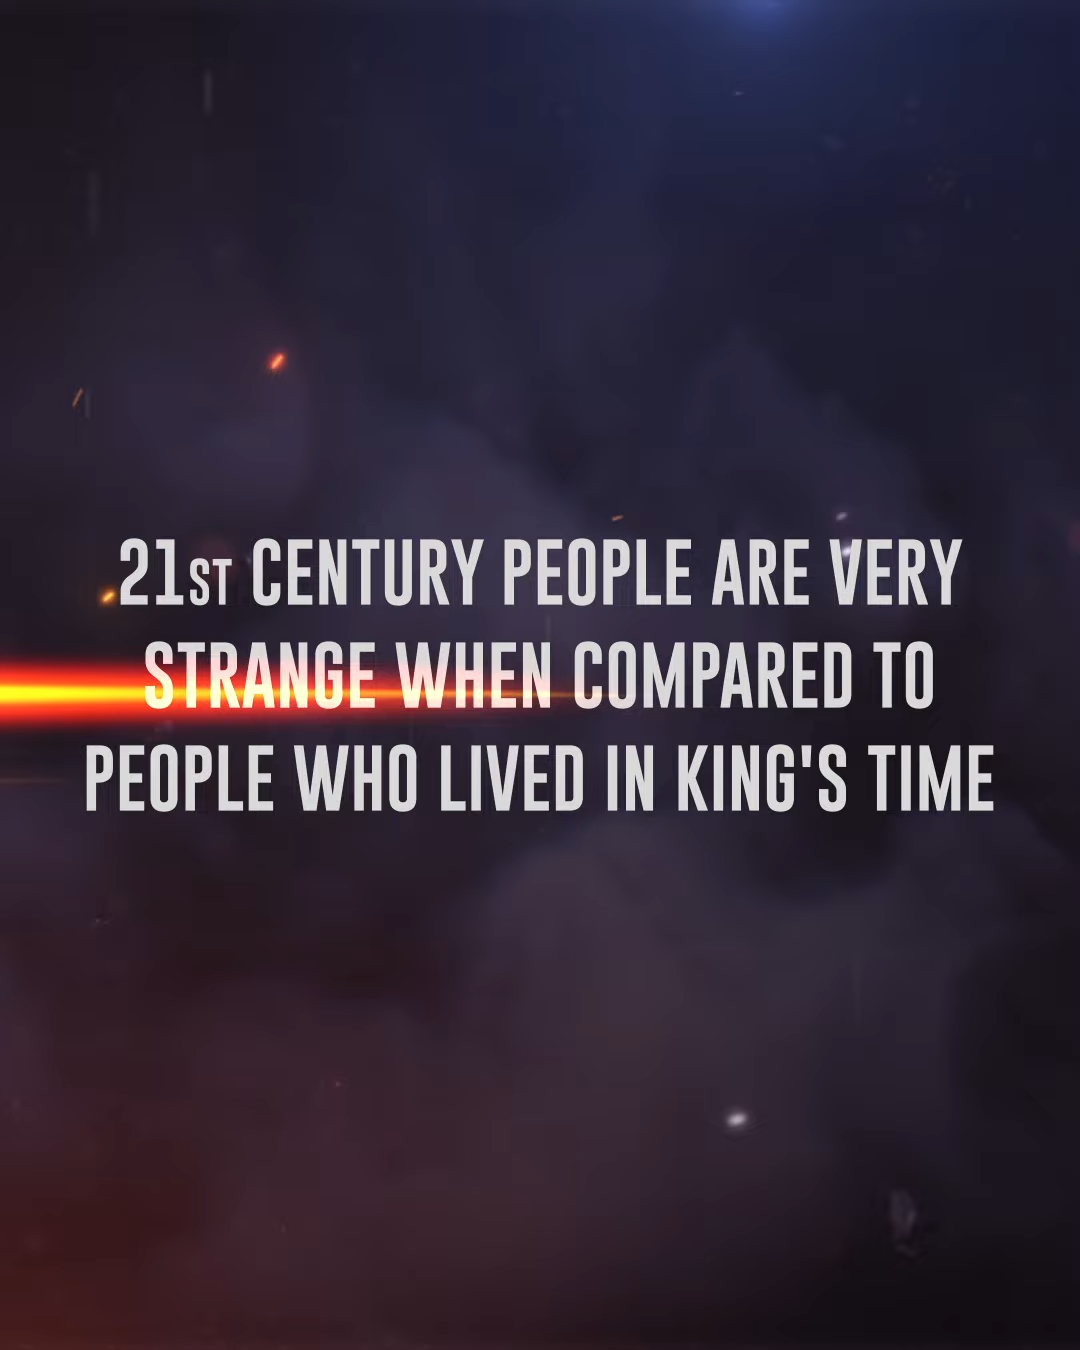 21ST CENTURY PEOPLE ARE VERY
STRANGE WHEN COMPARED TO
PEOPLE WHO LIVED IN KING'S TIME